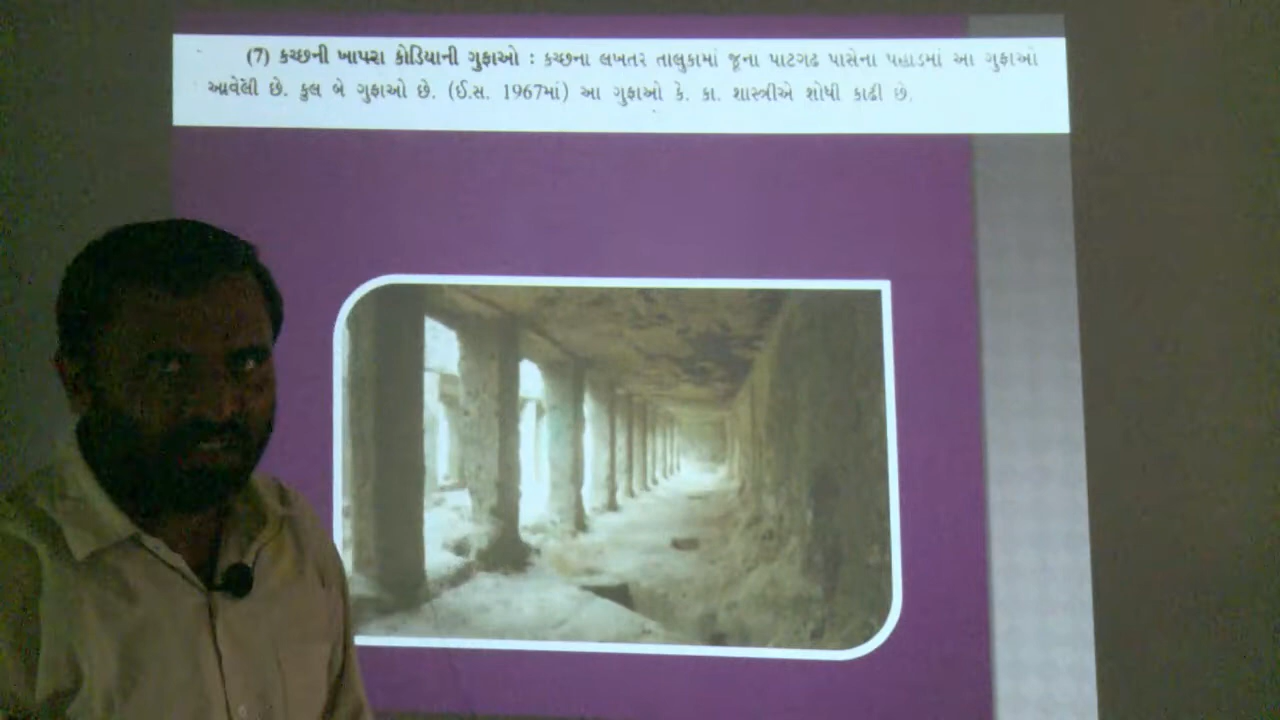 (7) કચ્છની ખાપરા કોડિયાની ગુફાઓ : કચ્છના લખતર તાલુકામાં જૂના પાટગઢ પાસેના પહાડમાં આ ગુફાઓ
આવેલી છે. કુલ બે ગુફાઓ છે. (ઈ.સ. 1967માં) આ ગુફાઓ કે. કા. શાસ્ત્રીએ શોધી કાઢી છે.